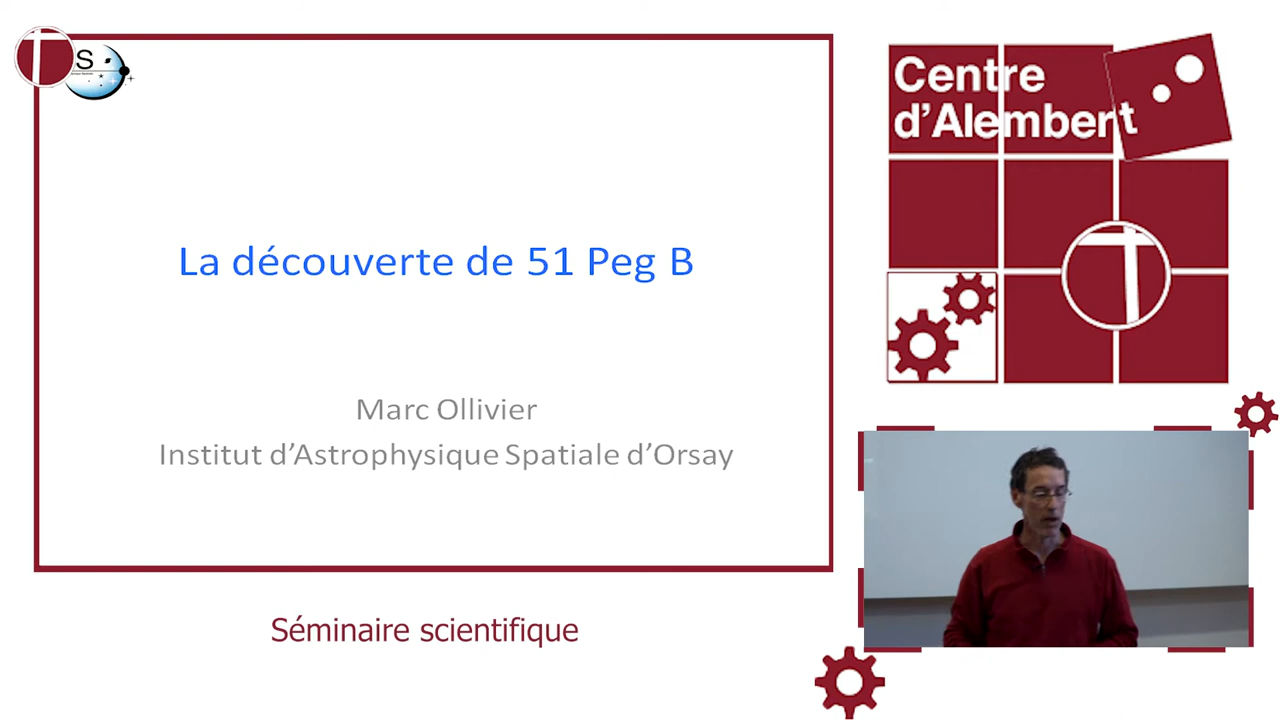 S
Centre
d'Alembert
La découverte de 51 Peg B
Marc Ollivier
Institut d'Astrophysique Spatiale d'Orsay
Séminaire scientifique